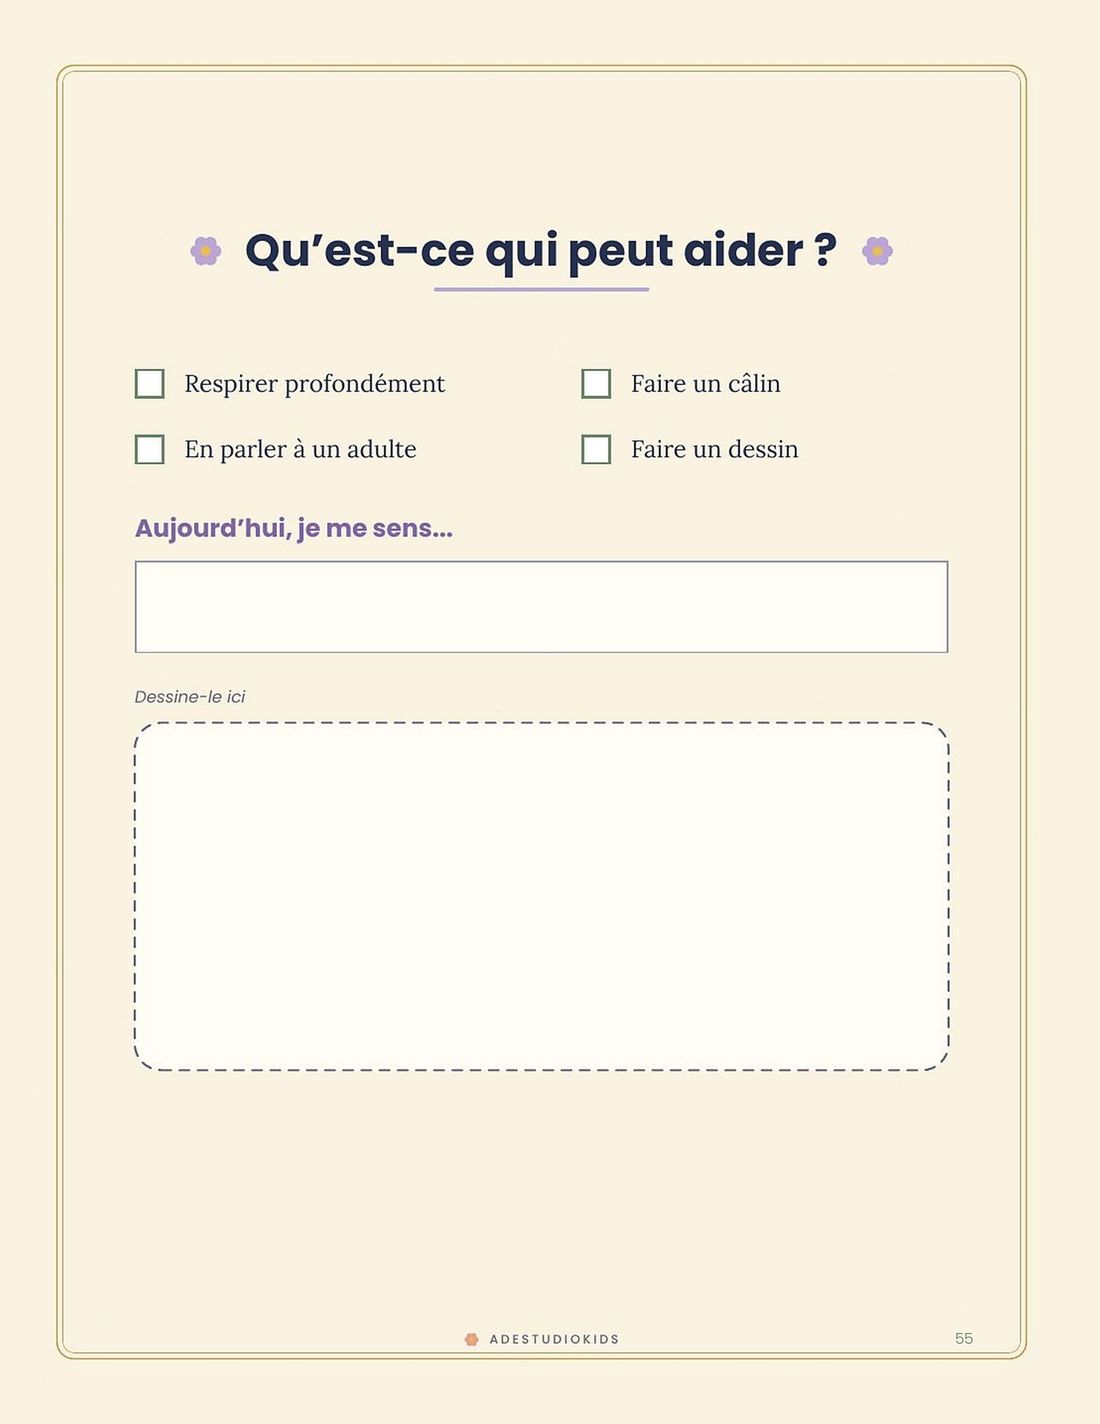 Qu’est-ce qui peut aider ?
Respirer profondément
Faire un câlin
En parler à un adulte
Faire un dessin
Aujourd’hui, je me sens...
Dessine-le ici
ADESTUDIOKIDS
55